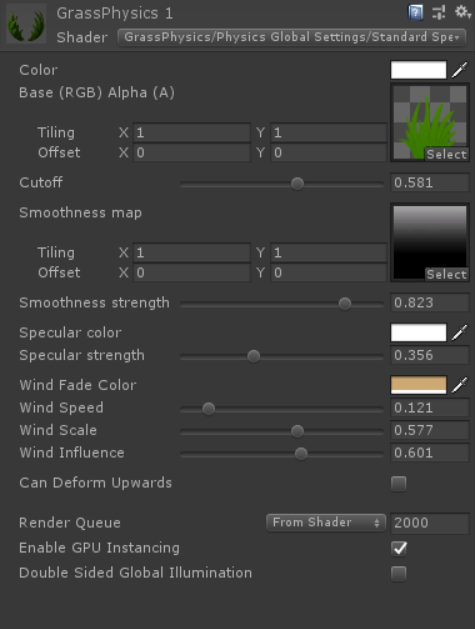 GrassPhysics 1
Shader GrassPhysics/Physics Global Settings/Standard Spe
Color
Base (RGB) Alpha (A)
Tiling X 1 Y 1
Offset X 0 Y 0
Select
Cutoff 0.581
Smoothness map
Tiling X 1 Y 1
Offset X 0 Y 0
Select
Smoothness strength 0.823
Specular color
Specular strength 0.356
Wind Fade Color
Wind Speed 0.121
Wind Scale 0.577
Wind Influence 0.601
Can Deform Upwards
Render Queue From Shader 2000
Enable GPU Instancing
Double Sided Global Illumination